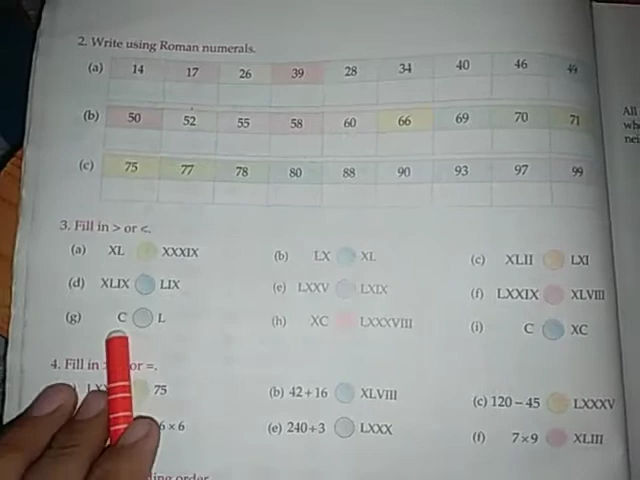 2. Write using Roman numerals.
(a) 14 17 26 39 28 34 40 46 49
(b) 50 52 55 58 60 66 69 70 71
(c) 75 77 78 80 88 90 93 97 99
3. Fill in > or <.
(a) XL XXXIX (b) LX XL (c) XLII LXI
(d) XLIX LIX (e) LXXV LXIX (f) LXXIX XLVIII
(g) C L (h) XC LXXXVIII (i) C XC
4. Fill in or =.
75 (b) 42+16 XLVIII (c) 120-45 LXXXV
6 × 6 (e) 240÷3 LXXX (f) 7×9 XLIII
order
All